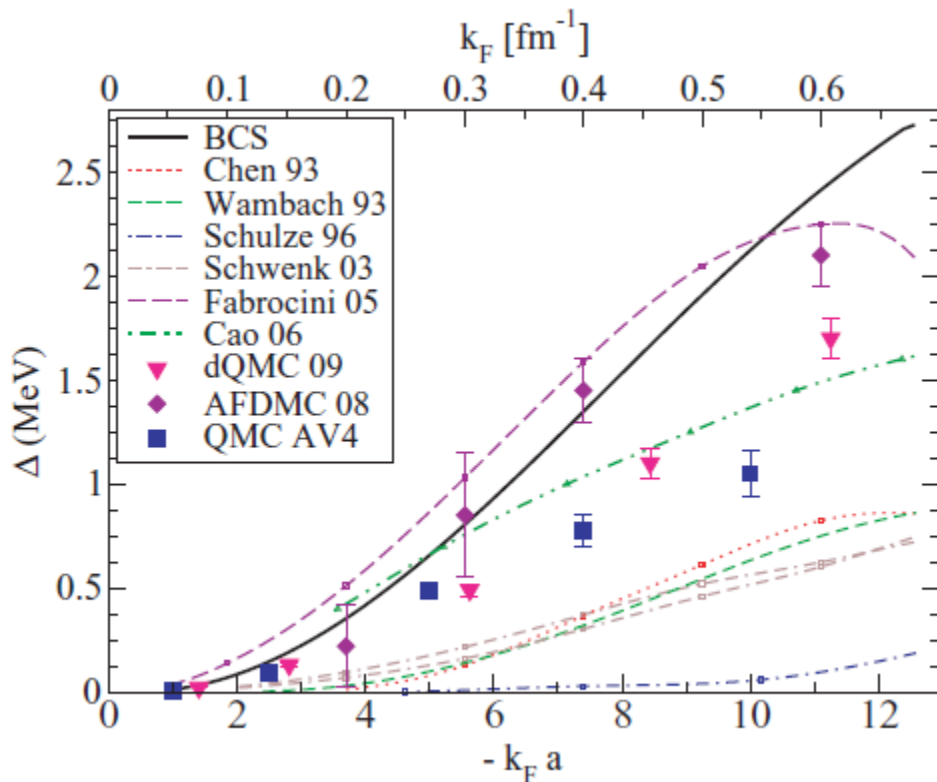 k_F [fm^-1]
0 0.1 0.2 0.3 0.4 0.5 0.6
BCS
Chen 93
Wambach 93
Schulze 96
Schwenk 03
Fabrocini 05
Cao 06
dQMC 09
AFDMC 08
QMC AV4
Δ (MeV)
2.5
2
1.5
1
0.5
0
0 2 4 6 8 10 12
- k_F a